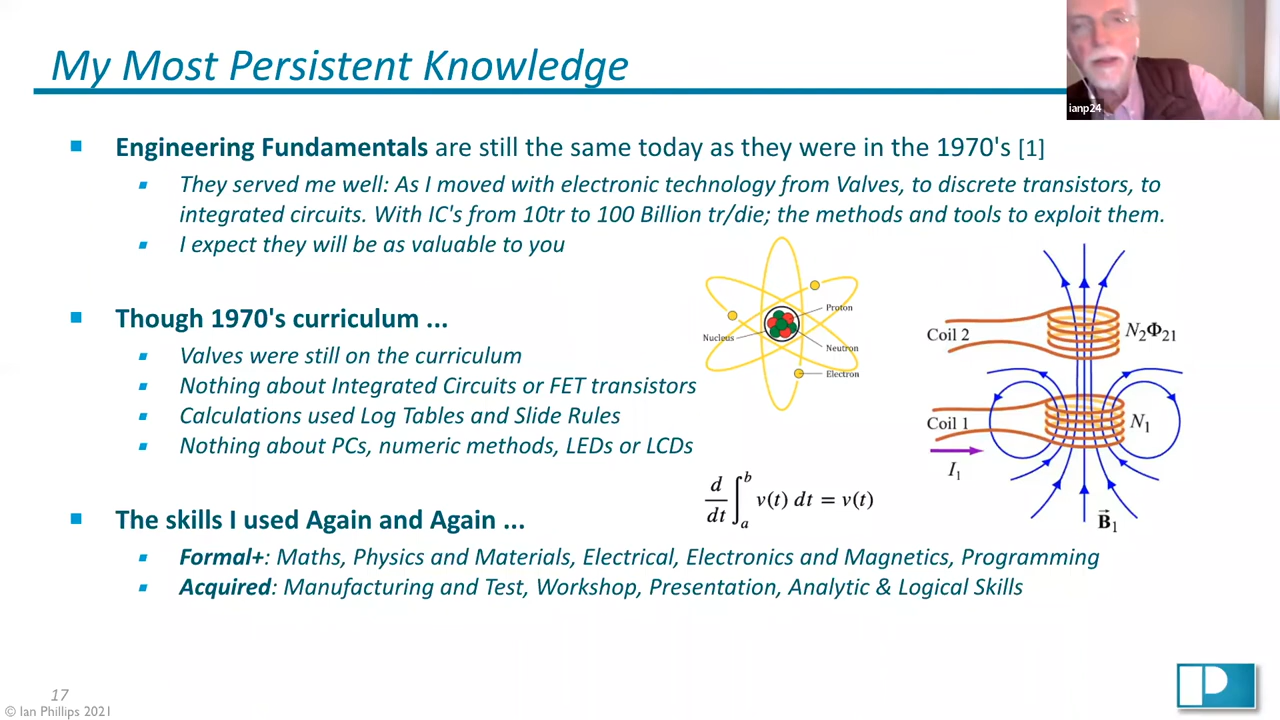 My Most Persistent Knowledge
ianp24
Engineering Fundamentals are still the same today as they were in the 1970's [1]
They served me well: As I moved with electronic technology from Valves, to discrete transistors, to
integrated circuits. With IC's from 10tr to 100 Billion tr/die; the methods and tools to exploit them.
I expect they will be as valuable to you
Though 1970's curriculum ...
Valves were still on the curriculum
Nothing about Integrated Circuits or FET transistors
Calculations used Log Tables and Slide Rules
Nothing about PCs, numeric methods, LEDs or LCDs
Proton
Nucleus
Neutron
Electron
Coil 2
N₂Φ₂₁
Coil 1
N₁
I₁
B⃗₁
d/dt ∫ₐᵇ v(t) dt = v(t)
The skills I used Again and Again ...
Formal+: Maths, Physics and Materials, Electrical, Electronics and Magnetics, Programming
Acquired: Manufacturing and Test, Workshop, Presentation, Analytic & Logical Skills
17
© Ian Phillips 2021
P